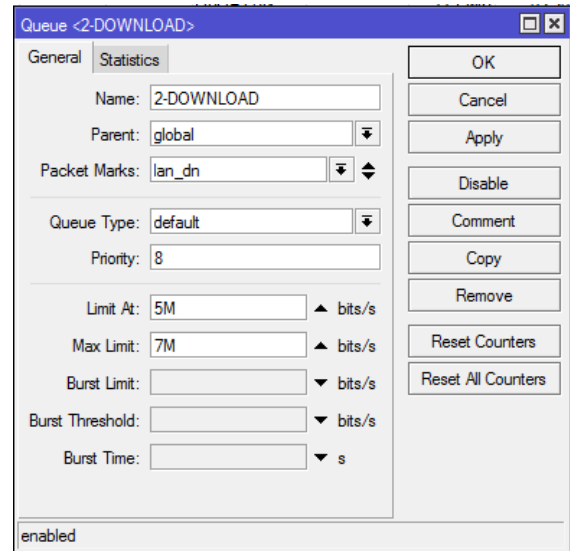 Queue <2-DOWNLOAD>
General Statistics
Name: 2-DOWNLOAD
Parent: global
Packet Marks: lan_dn
Queue Type: default
Priority: 8
Limit At: 5M bits/s
Max Limit: 7M bits/s
Burst Limit: bits/s
Burst Threshold: bits/s
Burst Time: s
OK
Cancel
Apply
Disable
Comment
Copy
Remove
Reset Counters
Reset All Counters
enabled